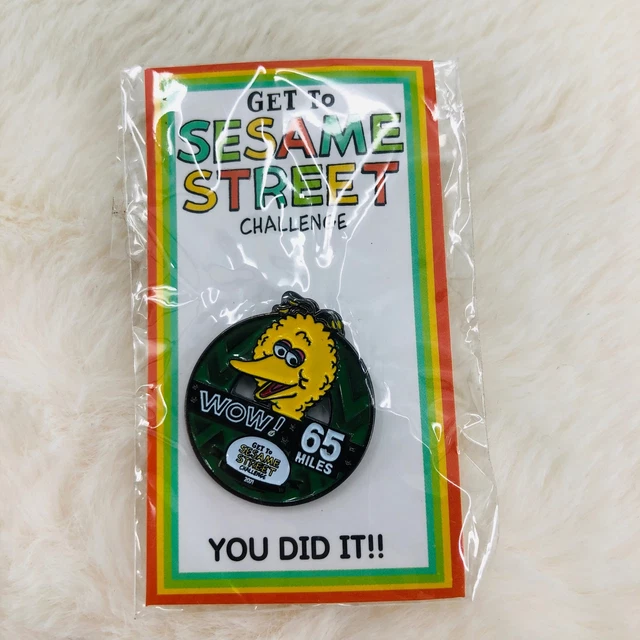 GET TO
SESAME
STREET
CHALLENGE
WOW!
65
MILES
GET TO
SESAME
STREET
CHALLENGE
2021
YOU DID IT!!